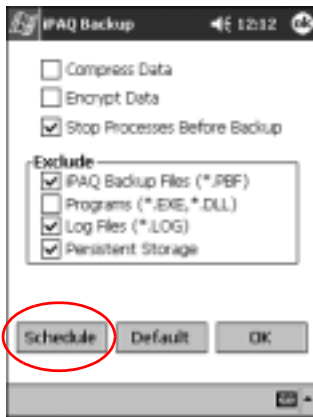 iPAQ Backup 12:12 ok
Compress Data
Encrypt Data
Stop Processes Before Backup
Exclude
iPAQ Backup Files (*.PBF)
Programs (*.EXE,*.DLL)
Log Files (*.LOG)
Persistent Storage
Schedule Default OK